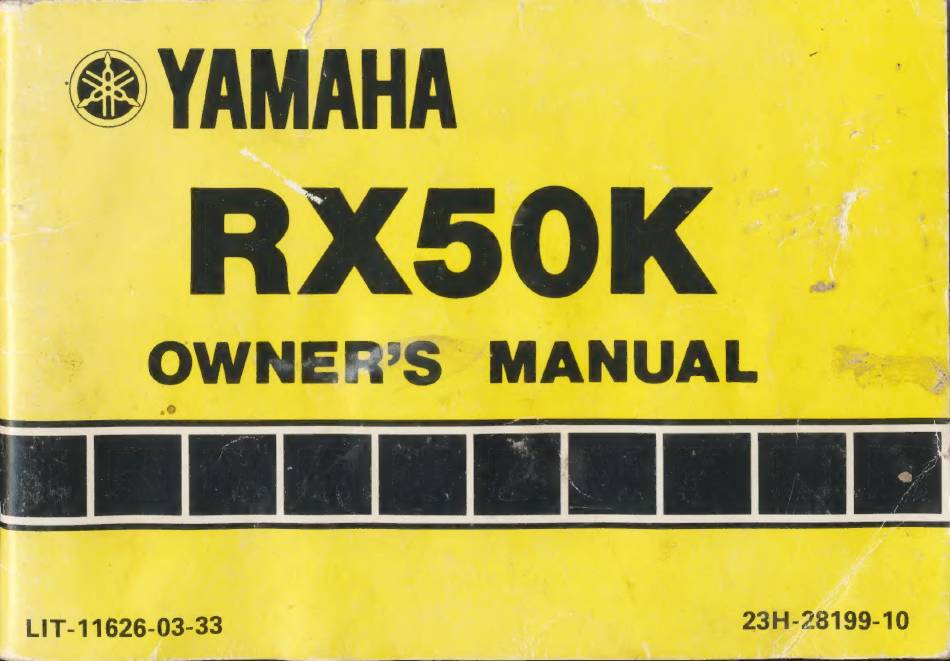 YAMAHA
RX50K
OWNER'S MANUAL
LIT-11626-03-33
23H-28199-10